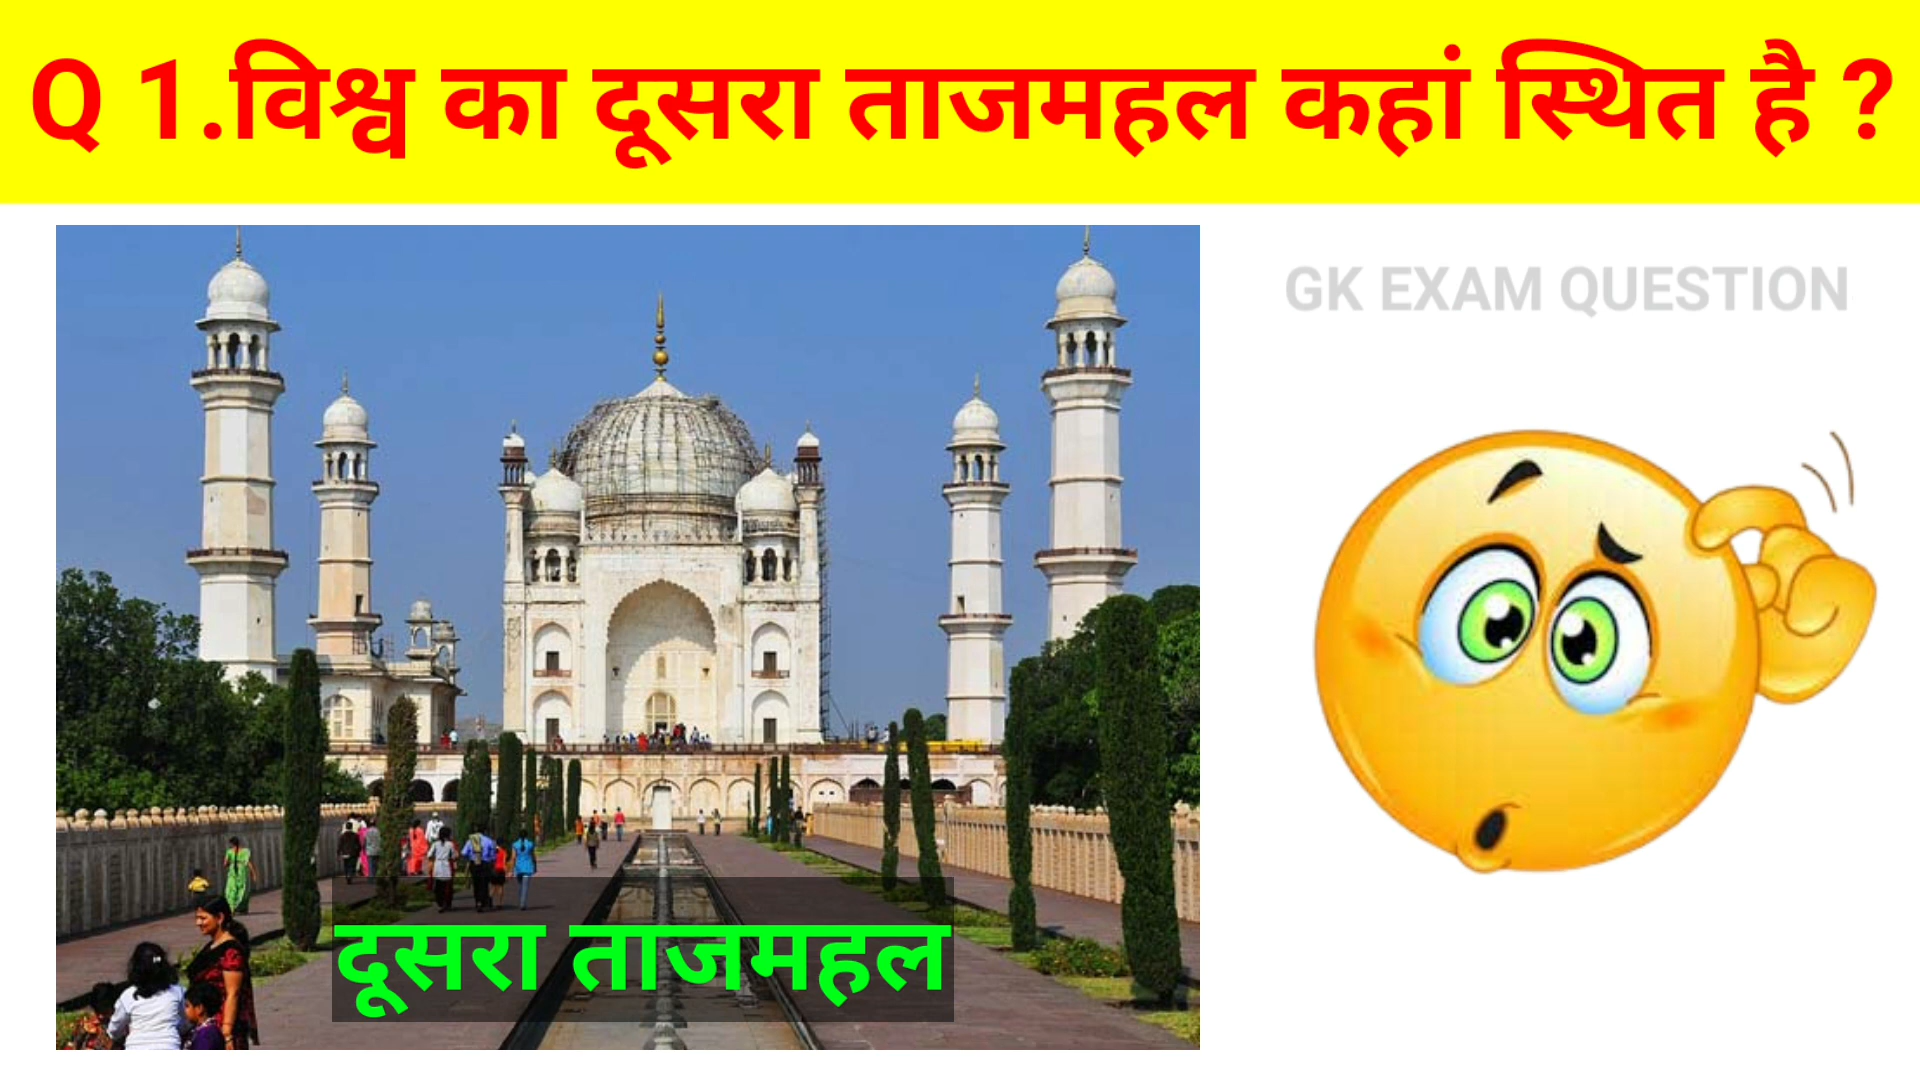 Q 1.विश्व का दूसरा ताजमहल कहां स्थित है ?
GK EXAM QUESTION
दूसरा ताजमहल